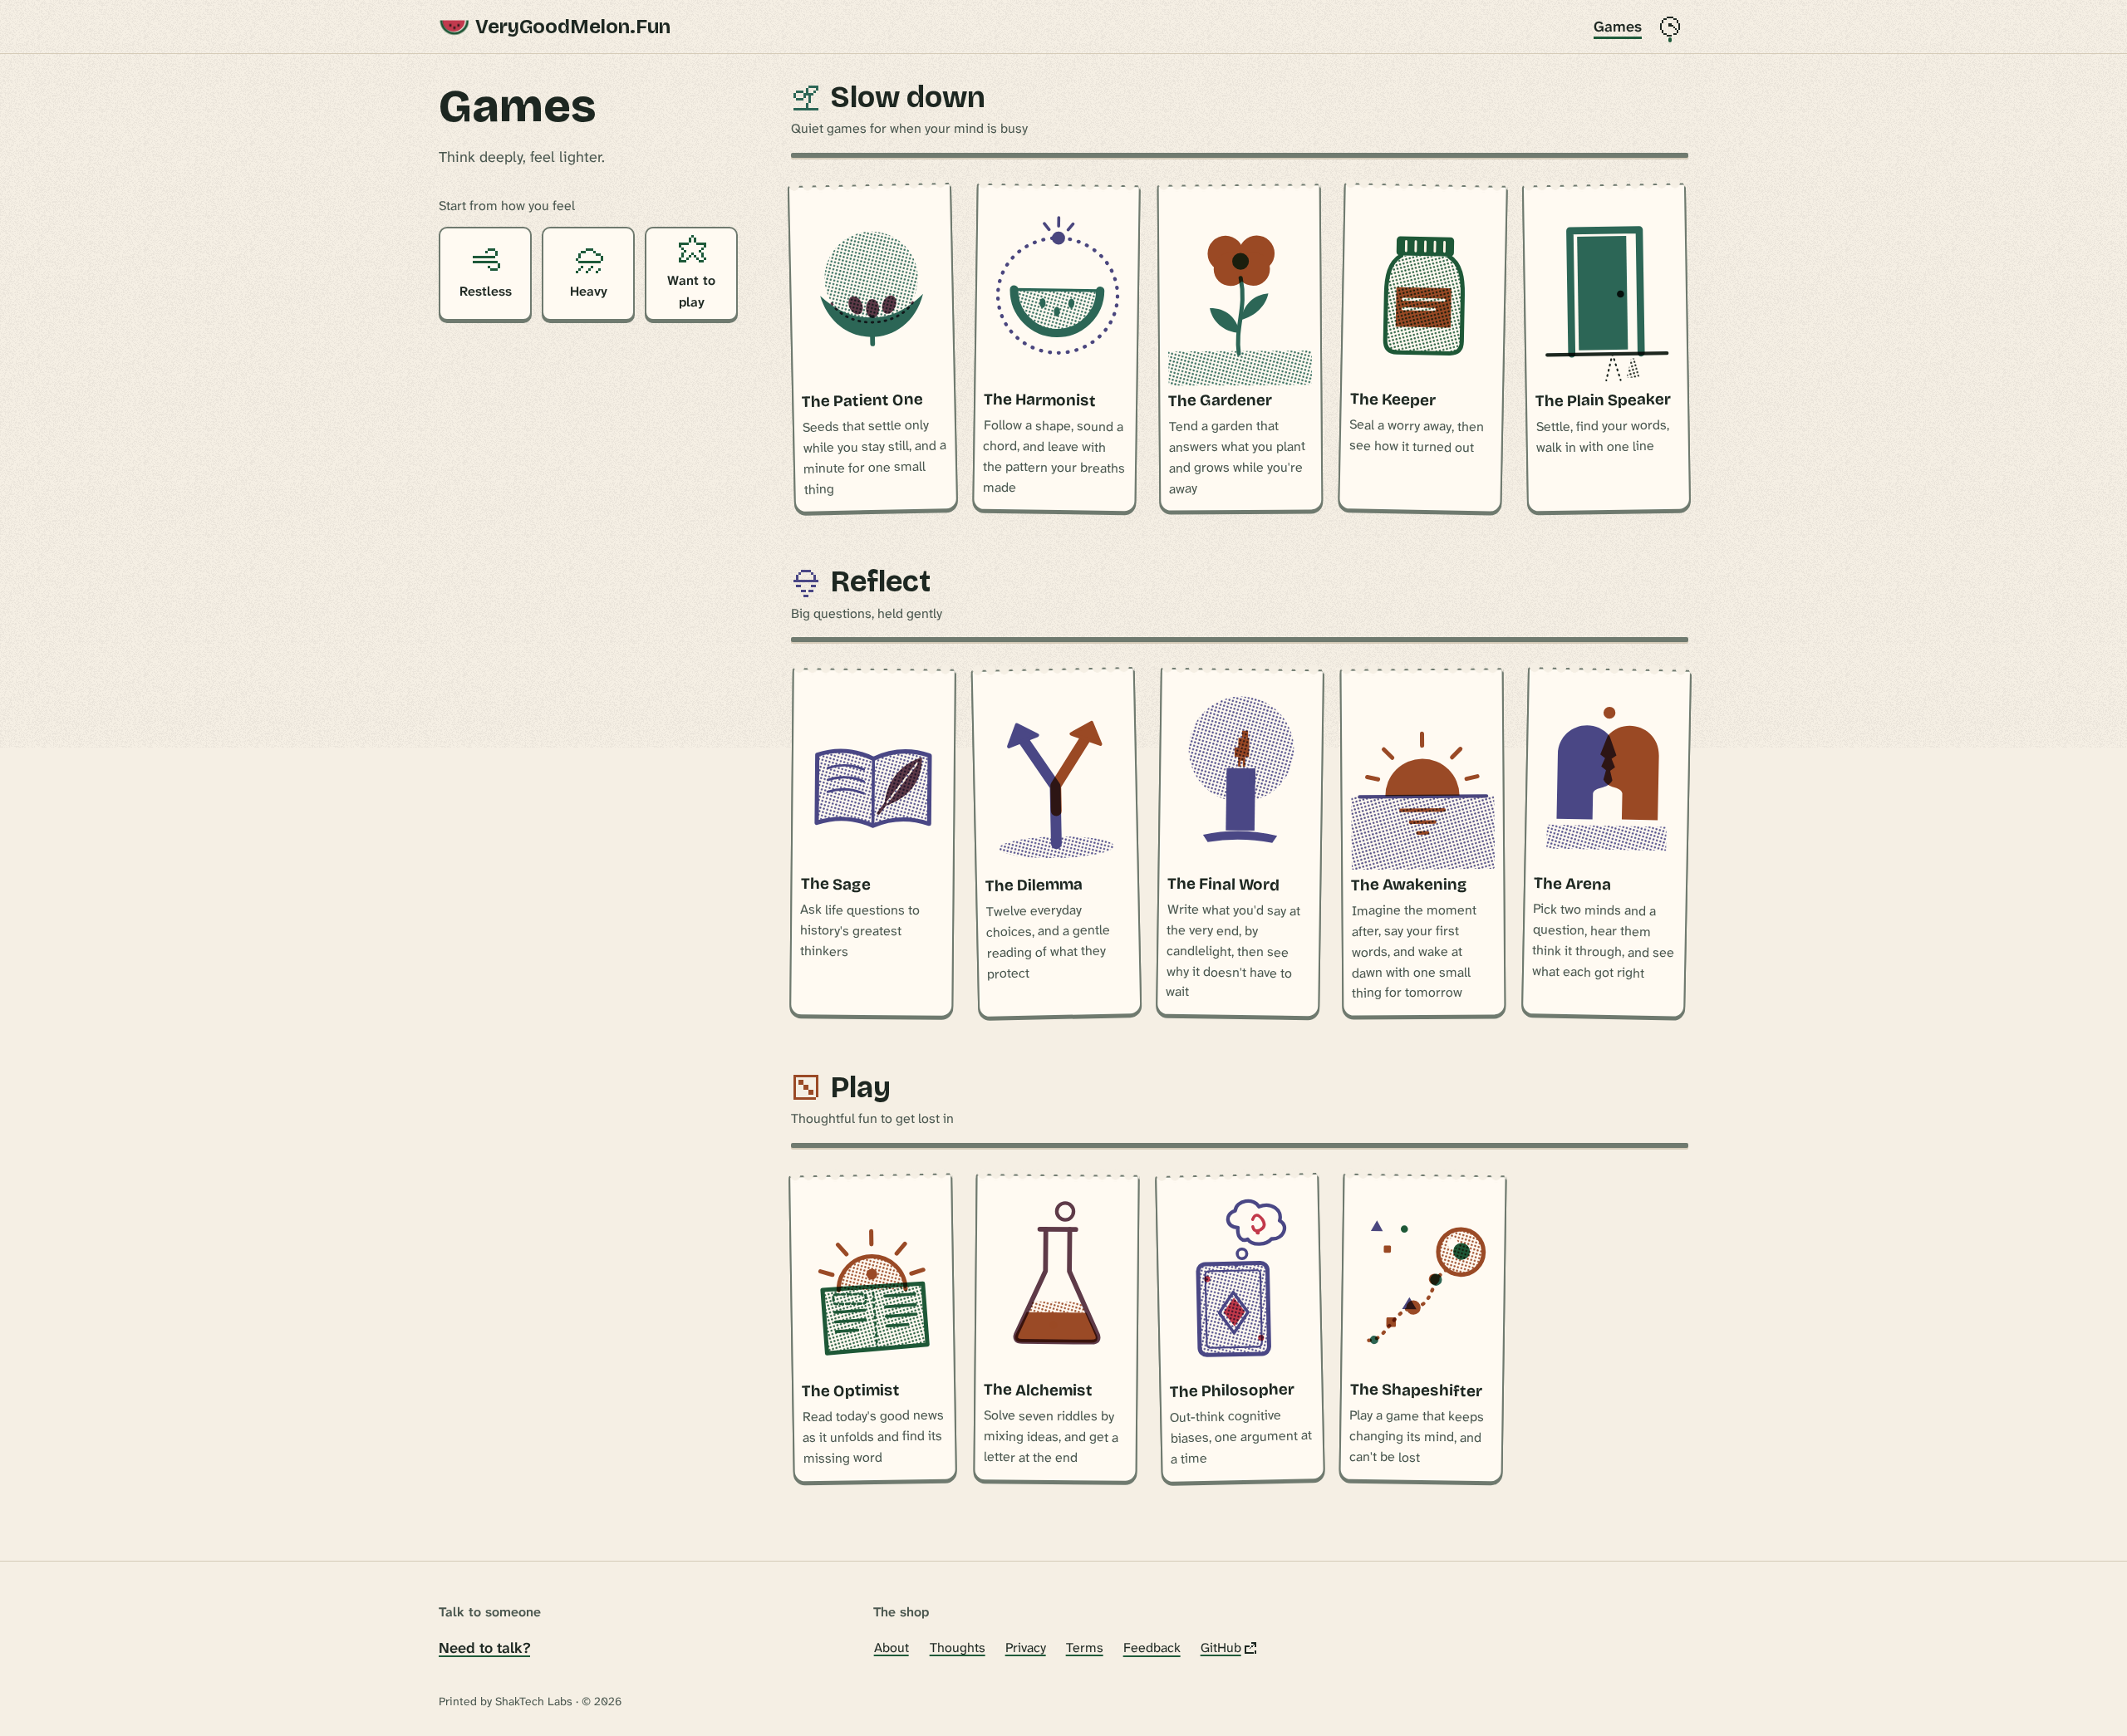 VeryGoodMelon.Fun
Games
Games
Think deeply, feel lighter.
Start from how you feel
Restless
Heavy
Want to
play
Slow down
Quiet games for when your mind is busy
The Patient One
Seeds that settle only
while you stay still, and a
minute for one small
thing
The Harmonist
Follow a shape, sound a
chord, and leave with
the pattern your breaths
made
The Gardener
Tend a garden that
answers what you plant
and grows while you're
away
The Keeper
Seal a worry away, then
see how it turned out
The Plain Speaker
Settle, find your words,
walk in with one line
Reflect
Big questions, held gently
The Sage
Ask life questions to
history's greatest
thinkers
The Dilemma
Twelve everyday
choices, and a gentle
reading of what they
protect
The Final Word
Write what you'd say at
the very end, by
candlelight, then see
why it doesn't have to
wait
The Awakening
Imagine the moment
after, say your first
words, and wake at
dawn with one small
thing for tomorrow
The Arena
Pick two minds and a
question, hear them
think it through, and see
what each got right
Play
Thoughtful fun to get lost in
The Optimist
Read today's good news
as it unfolds and find its
missing word
The Alchemist
Solve seven riddles by
mixing ideas, and get a
letter at the end
The Philosopher
Out-think cognitive
biases, one argument at
a time
The Shapeshifter
Play a game that keeps
changing its mind, and
can't be lost
Talk to someone
Need to talk?
The shop
About Thoughts Privacy Terms Feedback GitHub
Printed by ShakTech Labs · © 2026